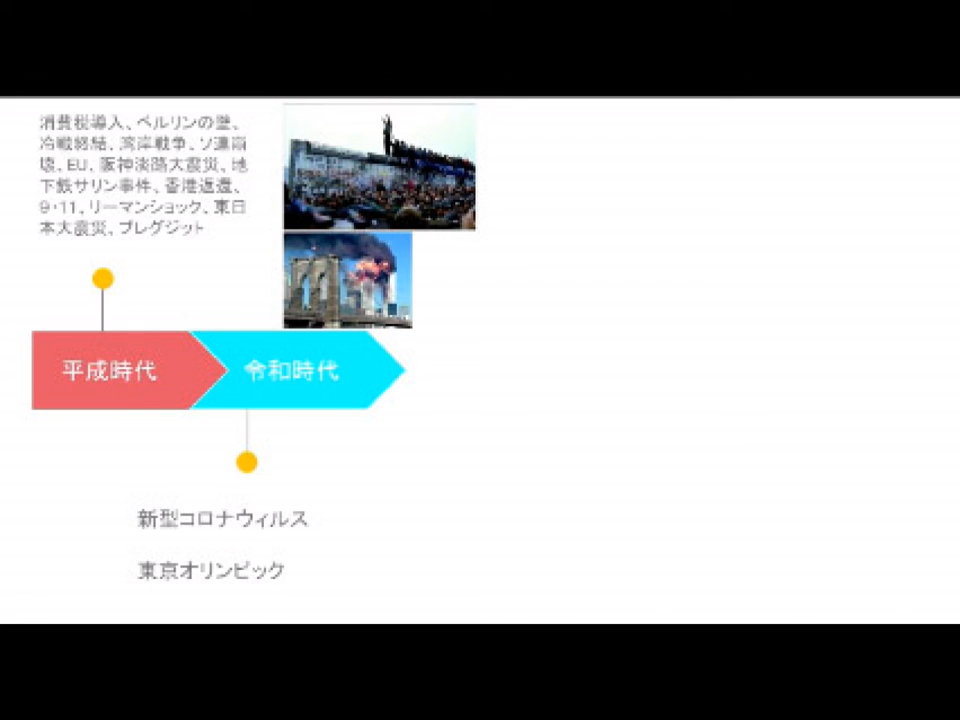 消費税導入、ベルリンの壁、
冷戦終結、湾岸戦争、ソ連崩
壊、EU、阪神淡路大震災、地
下鉄サリン事件、香港返還、
9・11、リーマンショック、東日
本大震災、ブレグジット
平成時代
令和時代
新型コロナウィルス
東京オリンピック